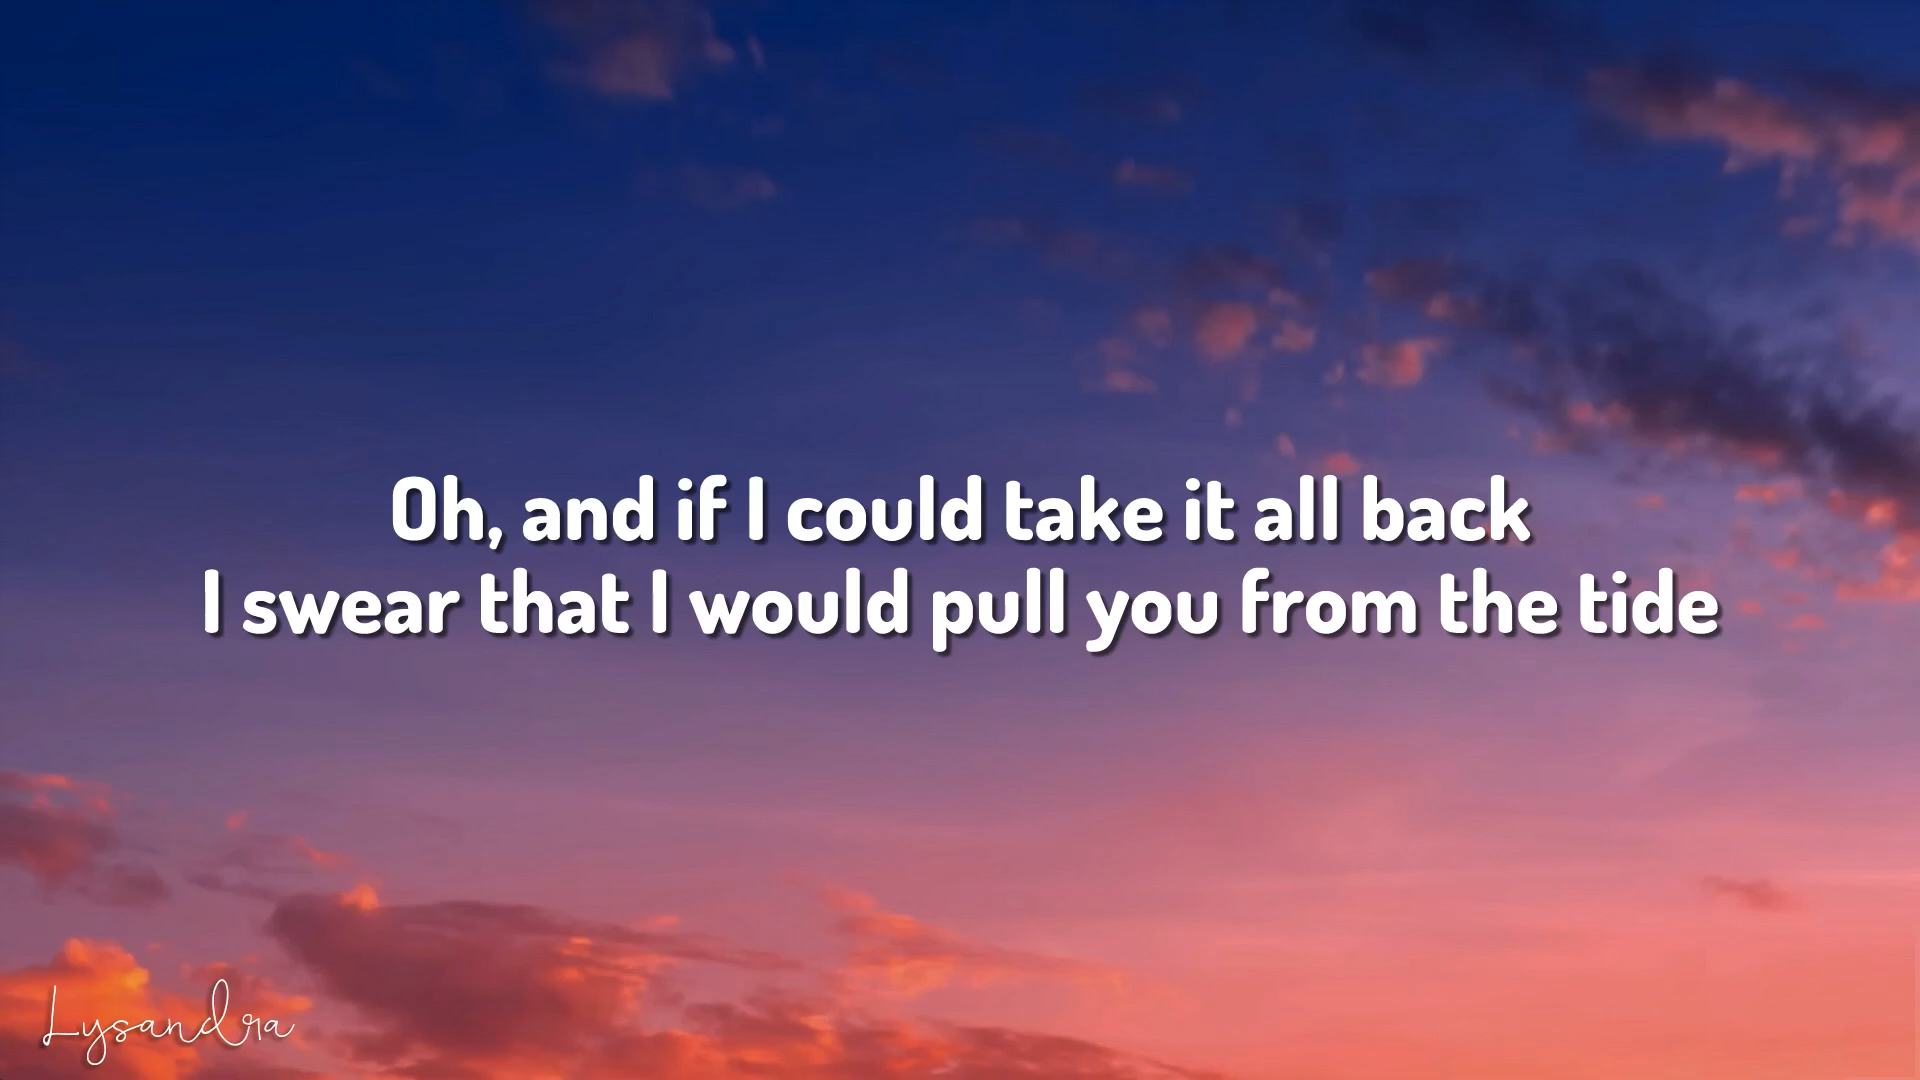 Oh, and if I could take it all back
I swear that I would pull you from the tide
Lysandra